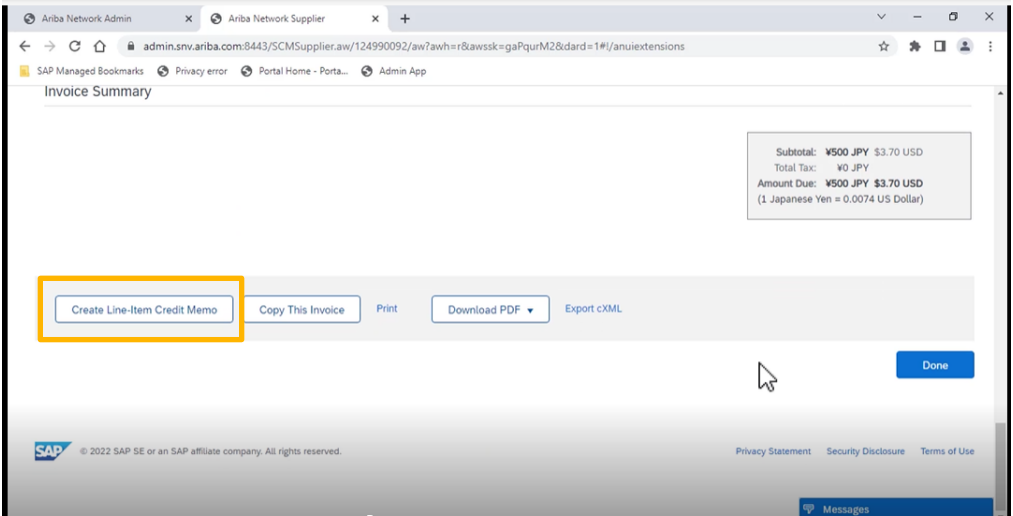 Ariba Network Admin
Ariba Network Supplier
admin.snv.ariba.com:8443/SCMSupplier.aw/124990092/aw?awh=r&awssk=gaPqurM2&dard=1#!/anuiextensions
SAP Managed Bookmarks
Privacy error
Portal Home - Porta...
Admin App
Invoice Summary
Subtotal: ¥500 JPY $3.70 USD
Total Tax: ¥0 JPY
Amount Due: ¥500 JPY $3.70 USD
(1 Japanese Yen = 0.0074 US Dollar)
Create Line-Item Credit Memo
Copy This Invoice
Print
Download PDF
Export cXML
Done
SAP
© 2022 SAP SE or an SAP affiliate company. All rights reserved.
Privacy Statement
Security Disclosure
Terms of Use
Messages